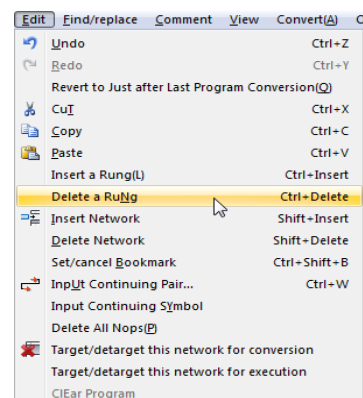 Edit Find/replace Comment View Convert(A)
Undo Ctrl+Z
Redo Ctrl+Y
Revert to Just after Last Program Conversion(O)
CuT Ctrl+X
Copy Ctrl+C
Paste Ctrl+V
Insert a Rung(L) Ctrl+Insert
Delete a RuNg Ctrl+Delete
Insert Network Shift+Insert
Delete Network Shift+Delete
Set/cancel Bookmark Ctrl+Shift+B
InpUt Continuing Pair... Ctrl+W
Input Continuing SYmbol
Delete All Nops(P)
Target/detarget this network for conversion
Target/detarget this network for execution
ClEar Program